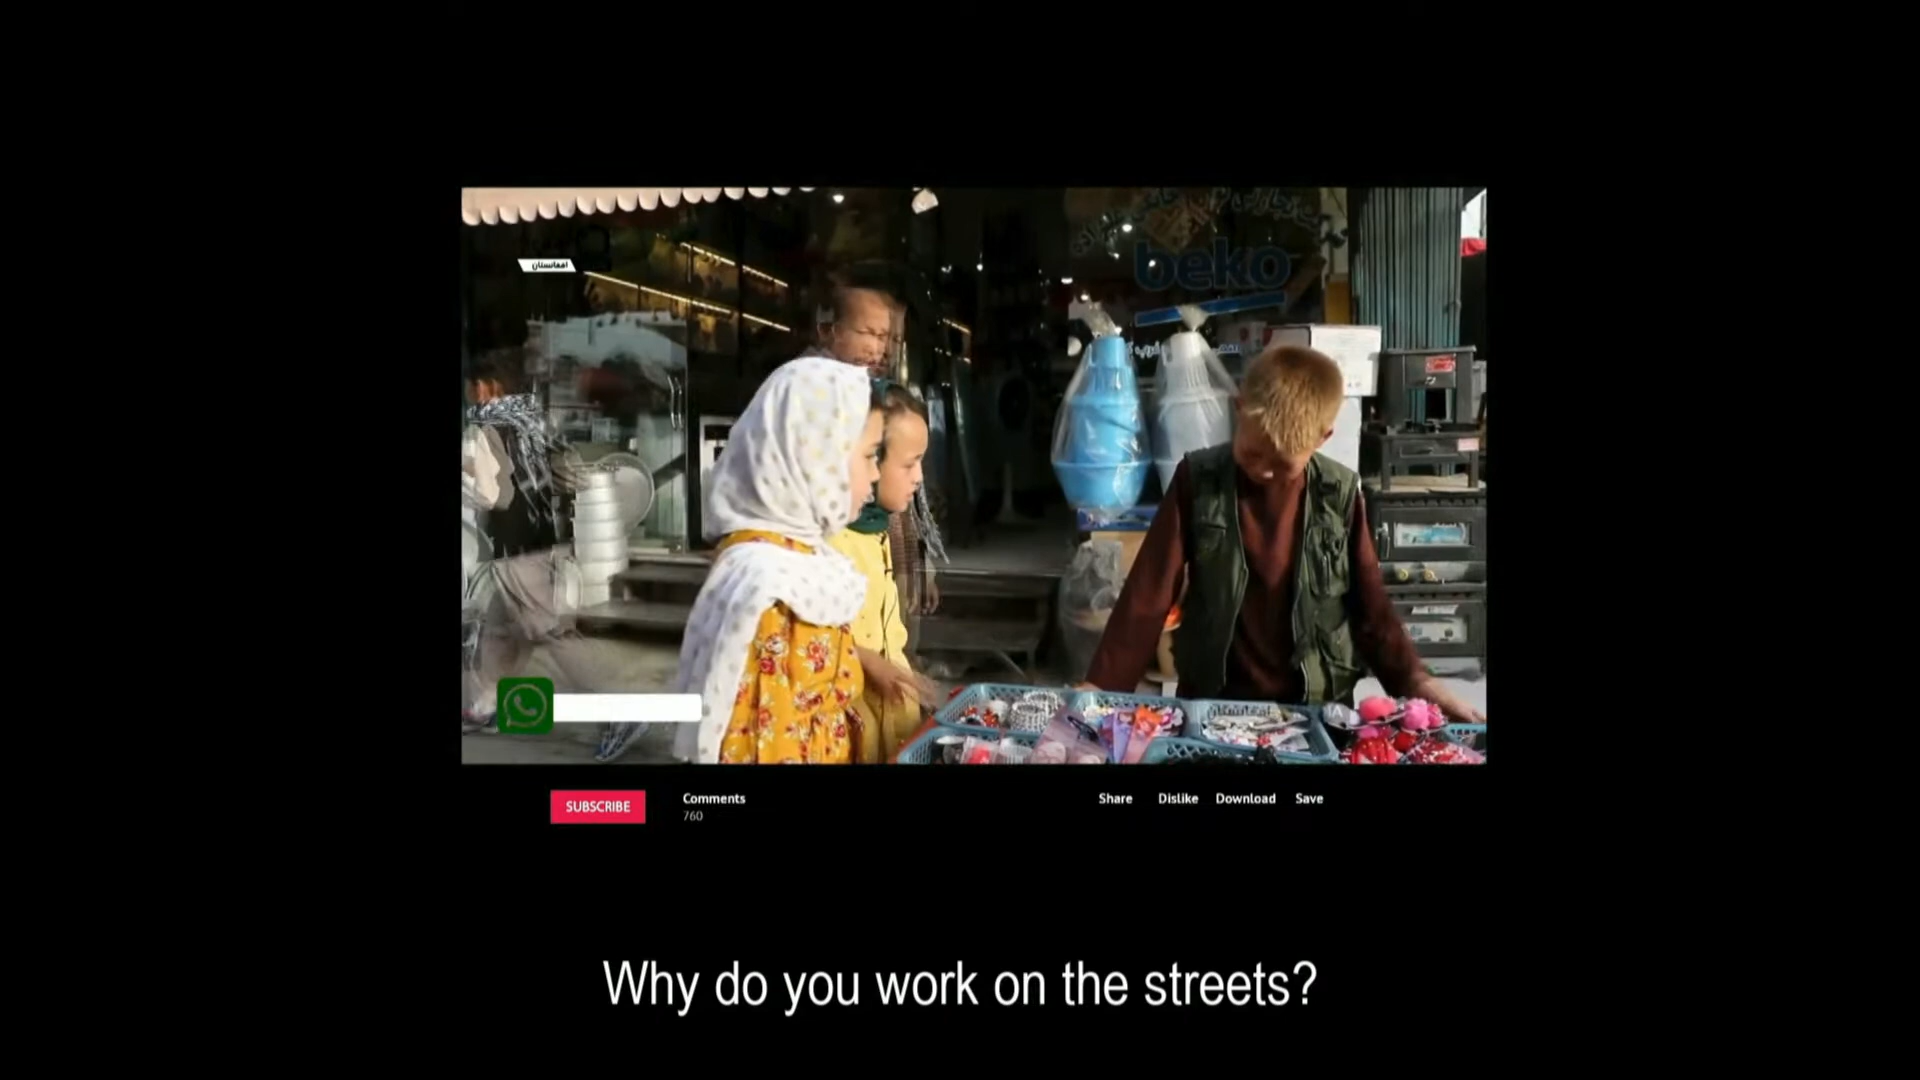 beko
افغانستان
SUBSCRIBE
Comments
760
Share
Dislike
Download
Save
Why do you work on the streets?